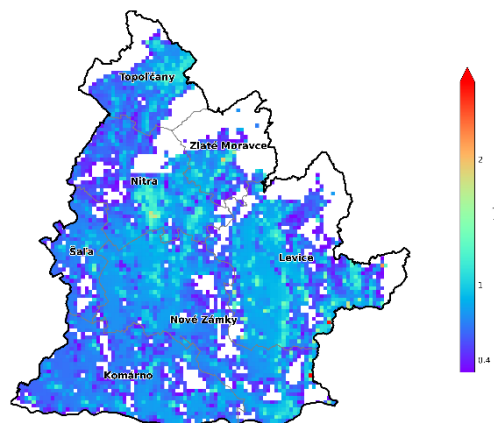 Topoľčany
Zlaté Moravce
Nitra
Šaľa
Levice
Nové Zámky
Komárno
2
1
0.4